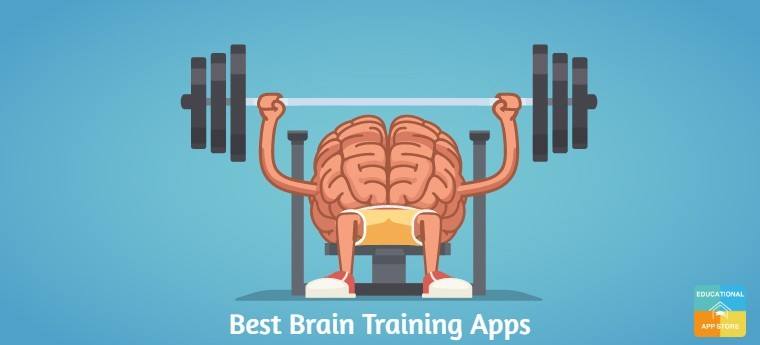 Best Brain Training Apps
EDUCATIONAL
APP STORE